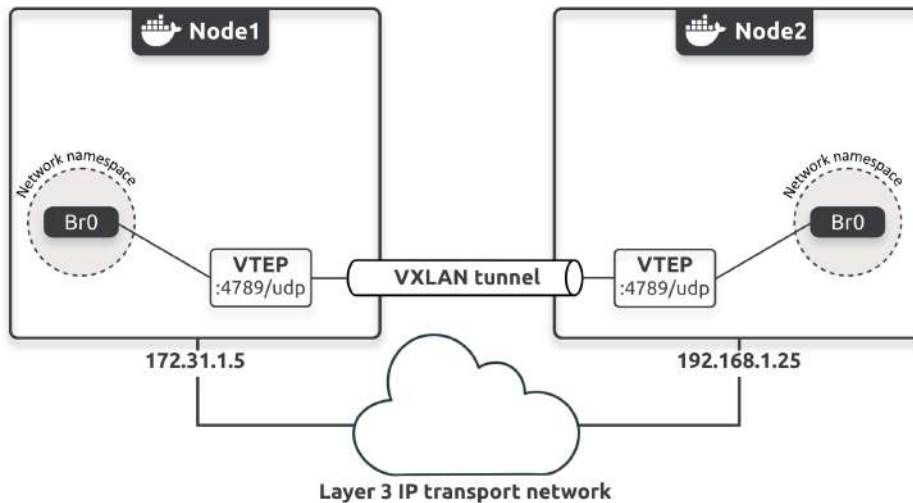 Node1
Node2
Network namespace
Network namespace
Br0
Br0
VTEP
:4789/udp
VXLAN tunnel
VTEP
:4789/udp
172.31.1.5
192.168.1.25
Layer 3 IP transport network